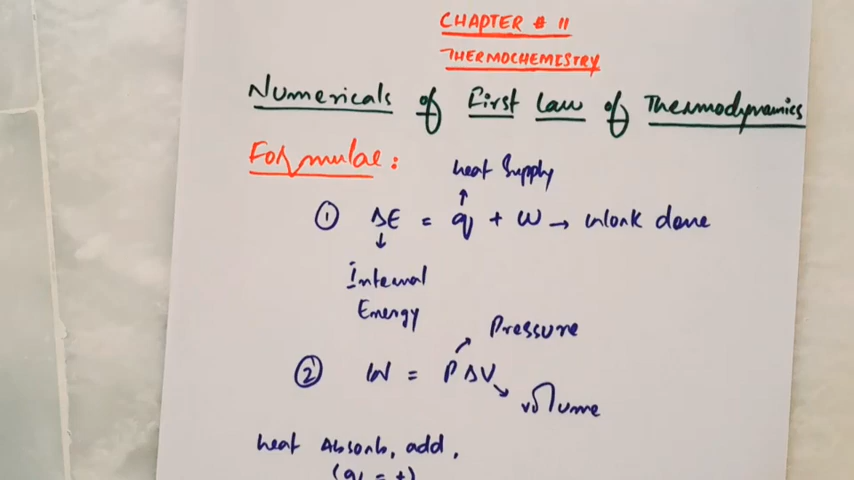 CHAPTER # 11
THERMOCHEMISTRY
Numericals of First Law of Thermodynamics
Formulae:
heat Supply
① ΔE = q + W → Work done
Internal
Energy
Pressure
② W = PΔV
volume
heat Absorb, add,
(q = +)